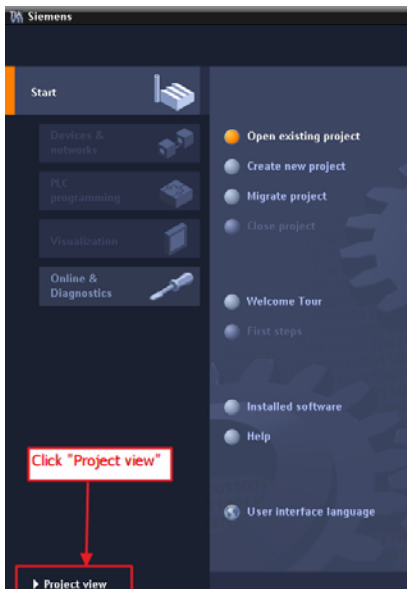 Siemens
Start
Devices &
networks
PLC
programming
Visualization
Online &
Diagnostics
Open existing project
Create new project
Migrate project
Close project
Welcome Tour
First steps
Installed software
Help
User interface language
Click "Project view"
Project view